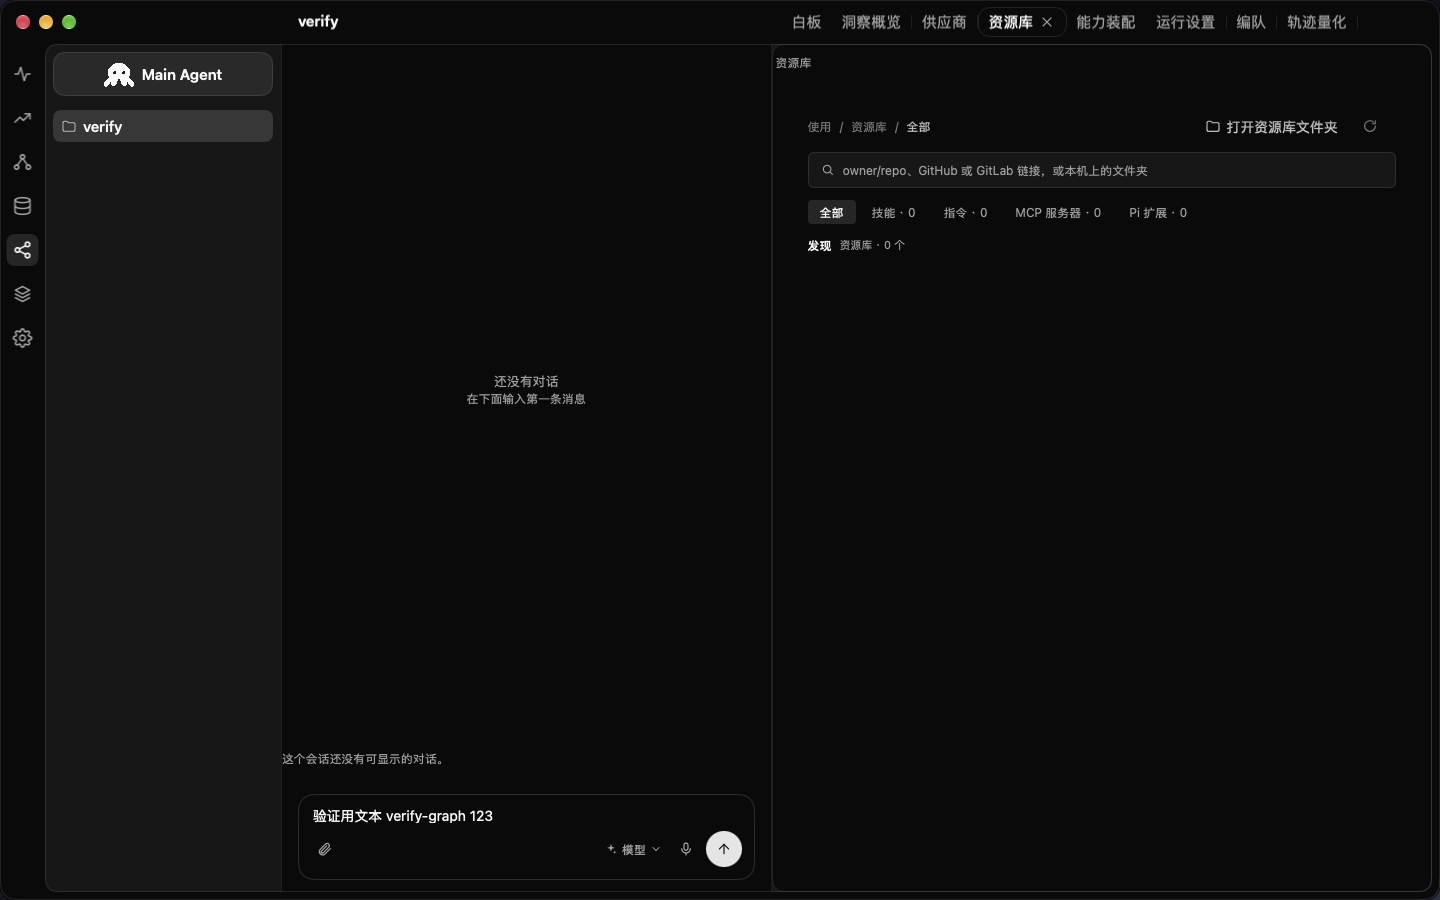 verify
白板 洞察概览 供应商 资源库 能力装配 运行设置 编队 轨迹量化
Main Agent
verify
还没有对话
在下面输入第一条消息
这个会话还没有可显示的对话。
验证用文本 verify-graph 123
模型
资源库
使用 / 资源库 / 全部
打开资源库文件夹
owner/repo、GitHub 或 GitLab 链接，或本机上的文件夹
全部 技能 · 0 指令 · 0 MCP 服务器 · 0 Pi 扩展 · 0
发现 资源库 · 0 个